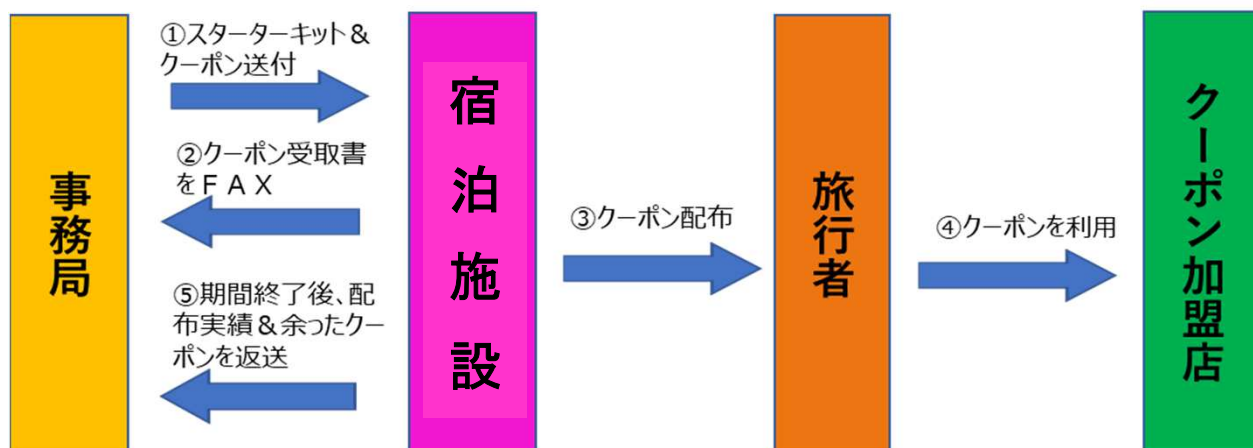 事務局
①スターターキット&
クーポン送付
②クーポン受取書
をＦＡＸ
⑤期間終了後、配
布実績&余ったクー
ポンを返送
宿泊施設
③クーポン配布
旅行者
④クーポンを利用
クーポン加盟店